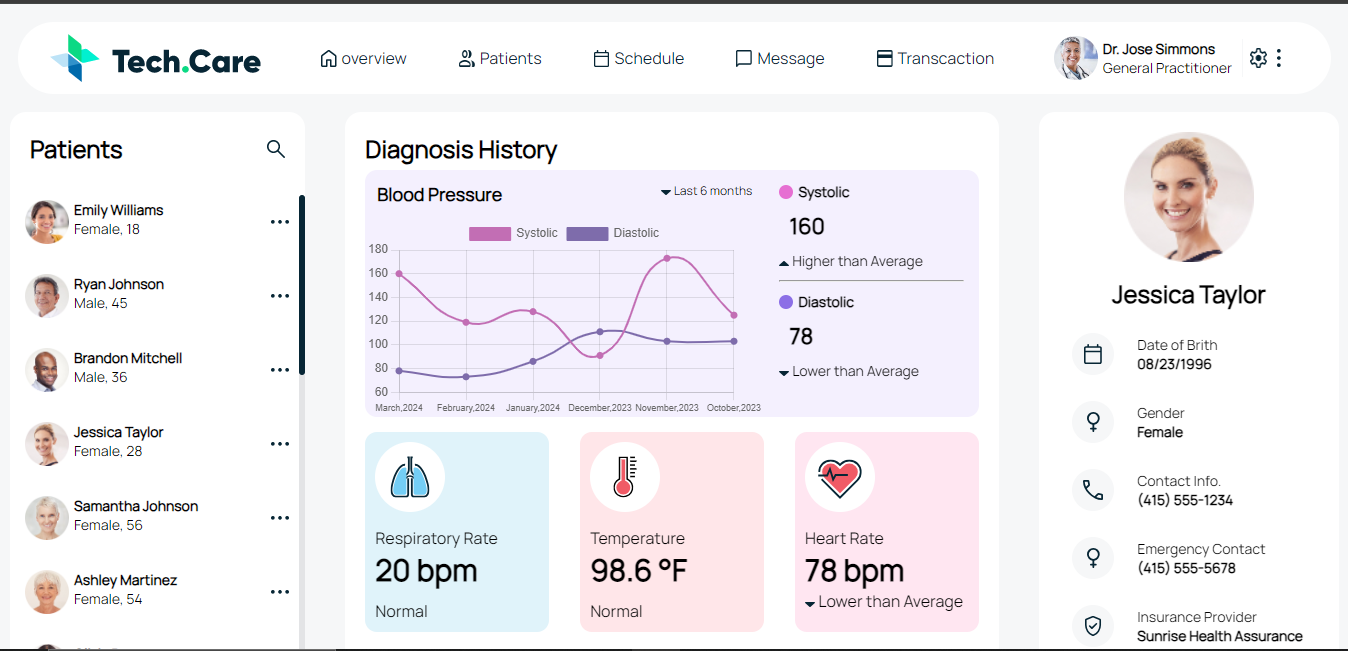 Tech.Care
overview
Patients
Schedule
Message
Transcaction
Dr. Jose Simmons
General Practitioner
Patients
Emily Williams
Female, 18
Ryan Johnson
Male, 45
Brandon Mitchell
Male, 36
Jessica Taylor
Female, 28
Samantha Johnson
Female, 56
Ashley Martinez
Female, 54
Diagnosis History
Blood Pressure
Last 6 months
Systolic
Diastolic
180
160
140
120
100
80
60
March,2024
February,2024
January,2024
December,2023
November,2023
October,2023
Systolic
160
Higher than Average
Diastolic
78
Lower than Average
Respiratory Rate
20 bpm
Normal
Temperature
98.6 °F
Normal
Heart Rate
78 bpm
Lower than Average
Jessica Taylor
Date of Brith
08/23/1996
Gender
Female
Contact Info.
(415) 555-1234
Emergency Contact
(415) 555-5678
Insurance Provider
Sunrise Health Assurance